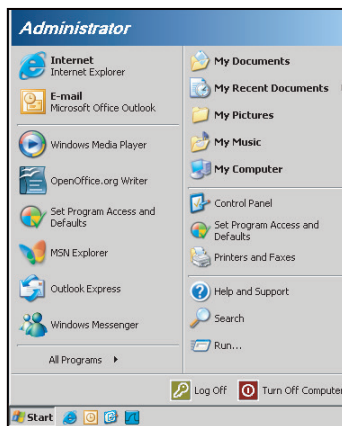 Administrator
Internet
Internet Explorer
E-mail
Microsoft Office Outlook
Windows Media Player
OpenOffice.org Writer
Set Program Access and
Defaults
MSN Explorer
Outlook Express
Windows Messenger
All Programs
My Documents
My Recent Documents
My Pictures
My Music
My Computer
Control Panel
Set Program Access and
Defaults
Printers and Faxes
Help and Support
Search
Run...
Log Off
Turn Off Computer
Start